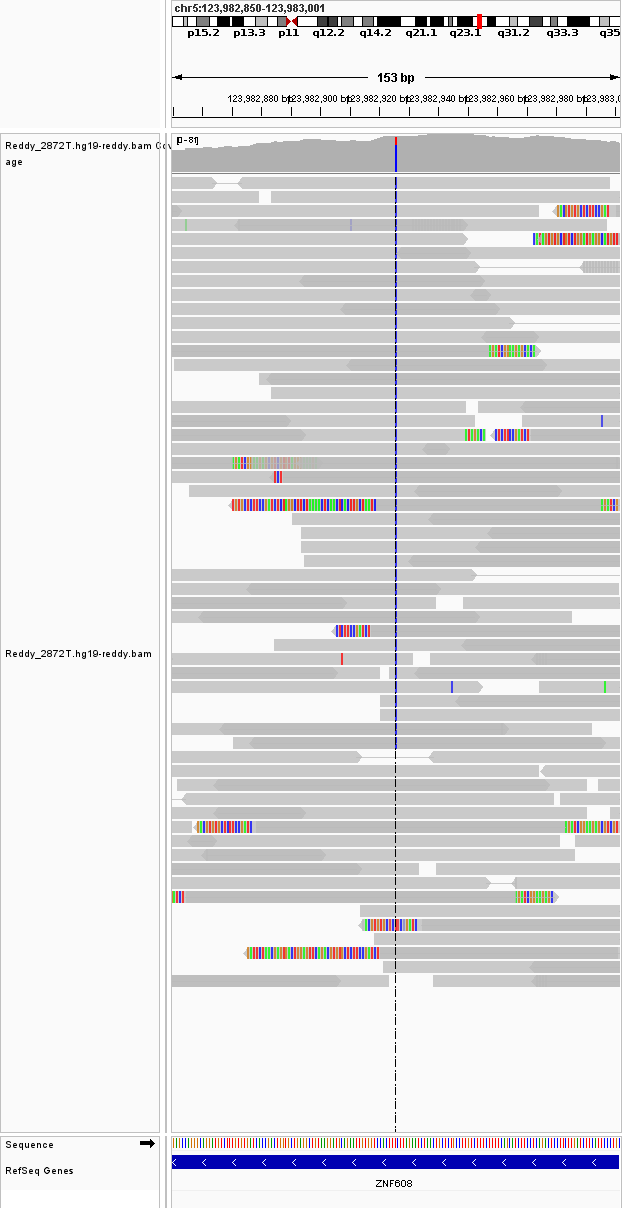 chr5:123,982,850-123,983,001
p15.2 p13.3 p11 q12.2 q14.2 q21.1 q23.1 q31.2 q33.3 q35
153 bp
123,982,880 bp 123,982,900 bp 123,982,920 bp 123,982,940 bp 123,982,960 bp 123,982,980 bp 123,983,0
Reddy_2872T.hg19-reddy.bam Cov
age
[0-81]
Reddy_2872T.hg19-reddy.bam
Sequence
RefSeq Genes
ZNF608